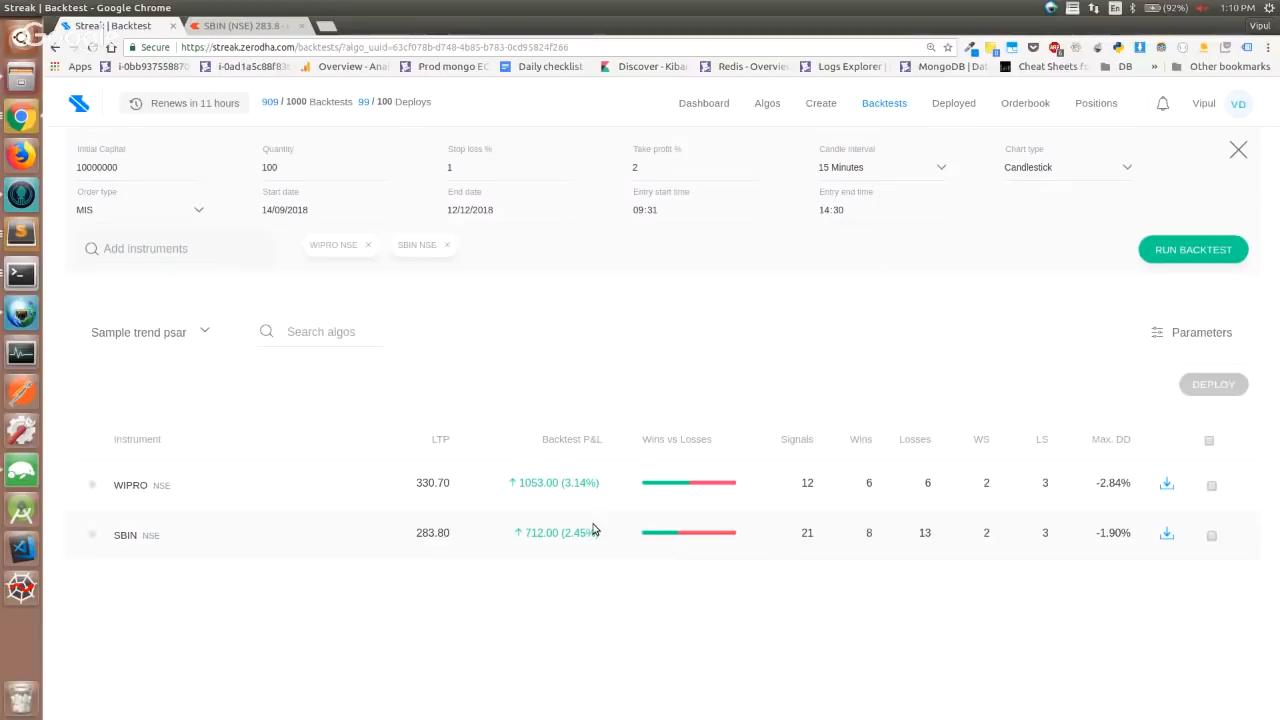 Streak | Backtest - Google Chrome
En
(92%)
1:10 PM
Google
Streak | Backtest
SBIN (NSE) 283.8
Vipul
Secure
https://streak.zerodha.com/backtests/?algo_uuid=63cf078b-d748-4b85-b783-0cd95824f266
Apps
i-0bb93755887
i-0ad1a5c88f83
Overview - Ana
Prod mongo EC
Daily checklist
Discover - Kiba
Redis - Overvie
Logs Explorer |
MongoDB | Dat
Cheat Sheets fo
DB
»
Other bookmarks
Renews in 11 hours
909 / 1000 Backtests 99 / 100 Deploys
Dashboard
Algos
Create
Backtests
Deployed
Orderbook
Positions
Vipul
VD
Initial Capital
Quantity
Stop loss %
Take profit %
Candle interval
Chart type
10000000
100
1
2
15 Minutes
Candlestick
Order type
Start date
End date
Entry start time
Entry end time
MIS
14/09/2018
12/12/2018
09:31
14:30
Add instruments
WIPRO NSE
SBIN NSE
RUN BACKTEST
Sample trend psar
Search algos
Parameters
DEPLOY
Instrument
LTP
Backtest P&L
Wins vs Losses
Signals
Wins
Losses
WS
LS
Max. DD
WIPRO NSE
330.70
↑ 1053.00 (3.14%)
12
6
6
2
3
-2.84%
SBIN NSE
283.80
↑ 712.00 (2.45%)
21
8
13
2
3
-1.90%